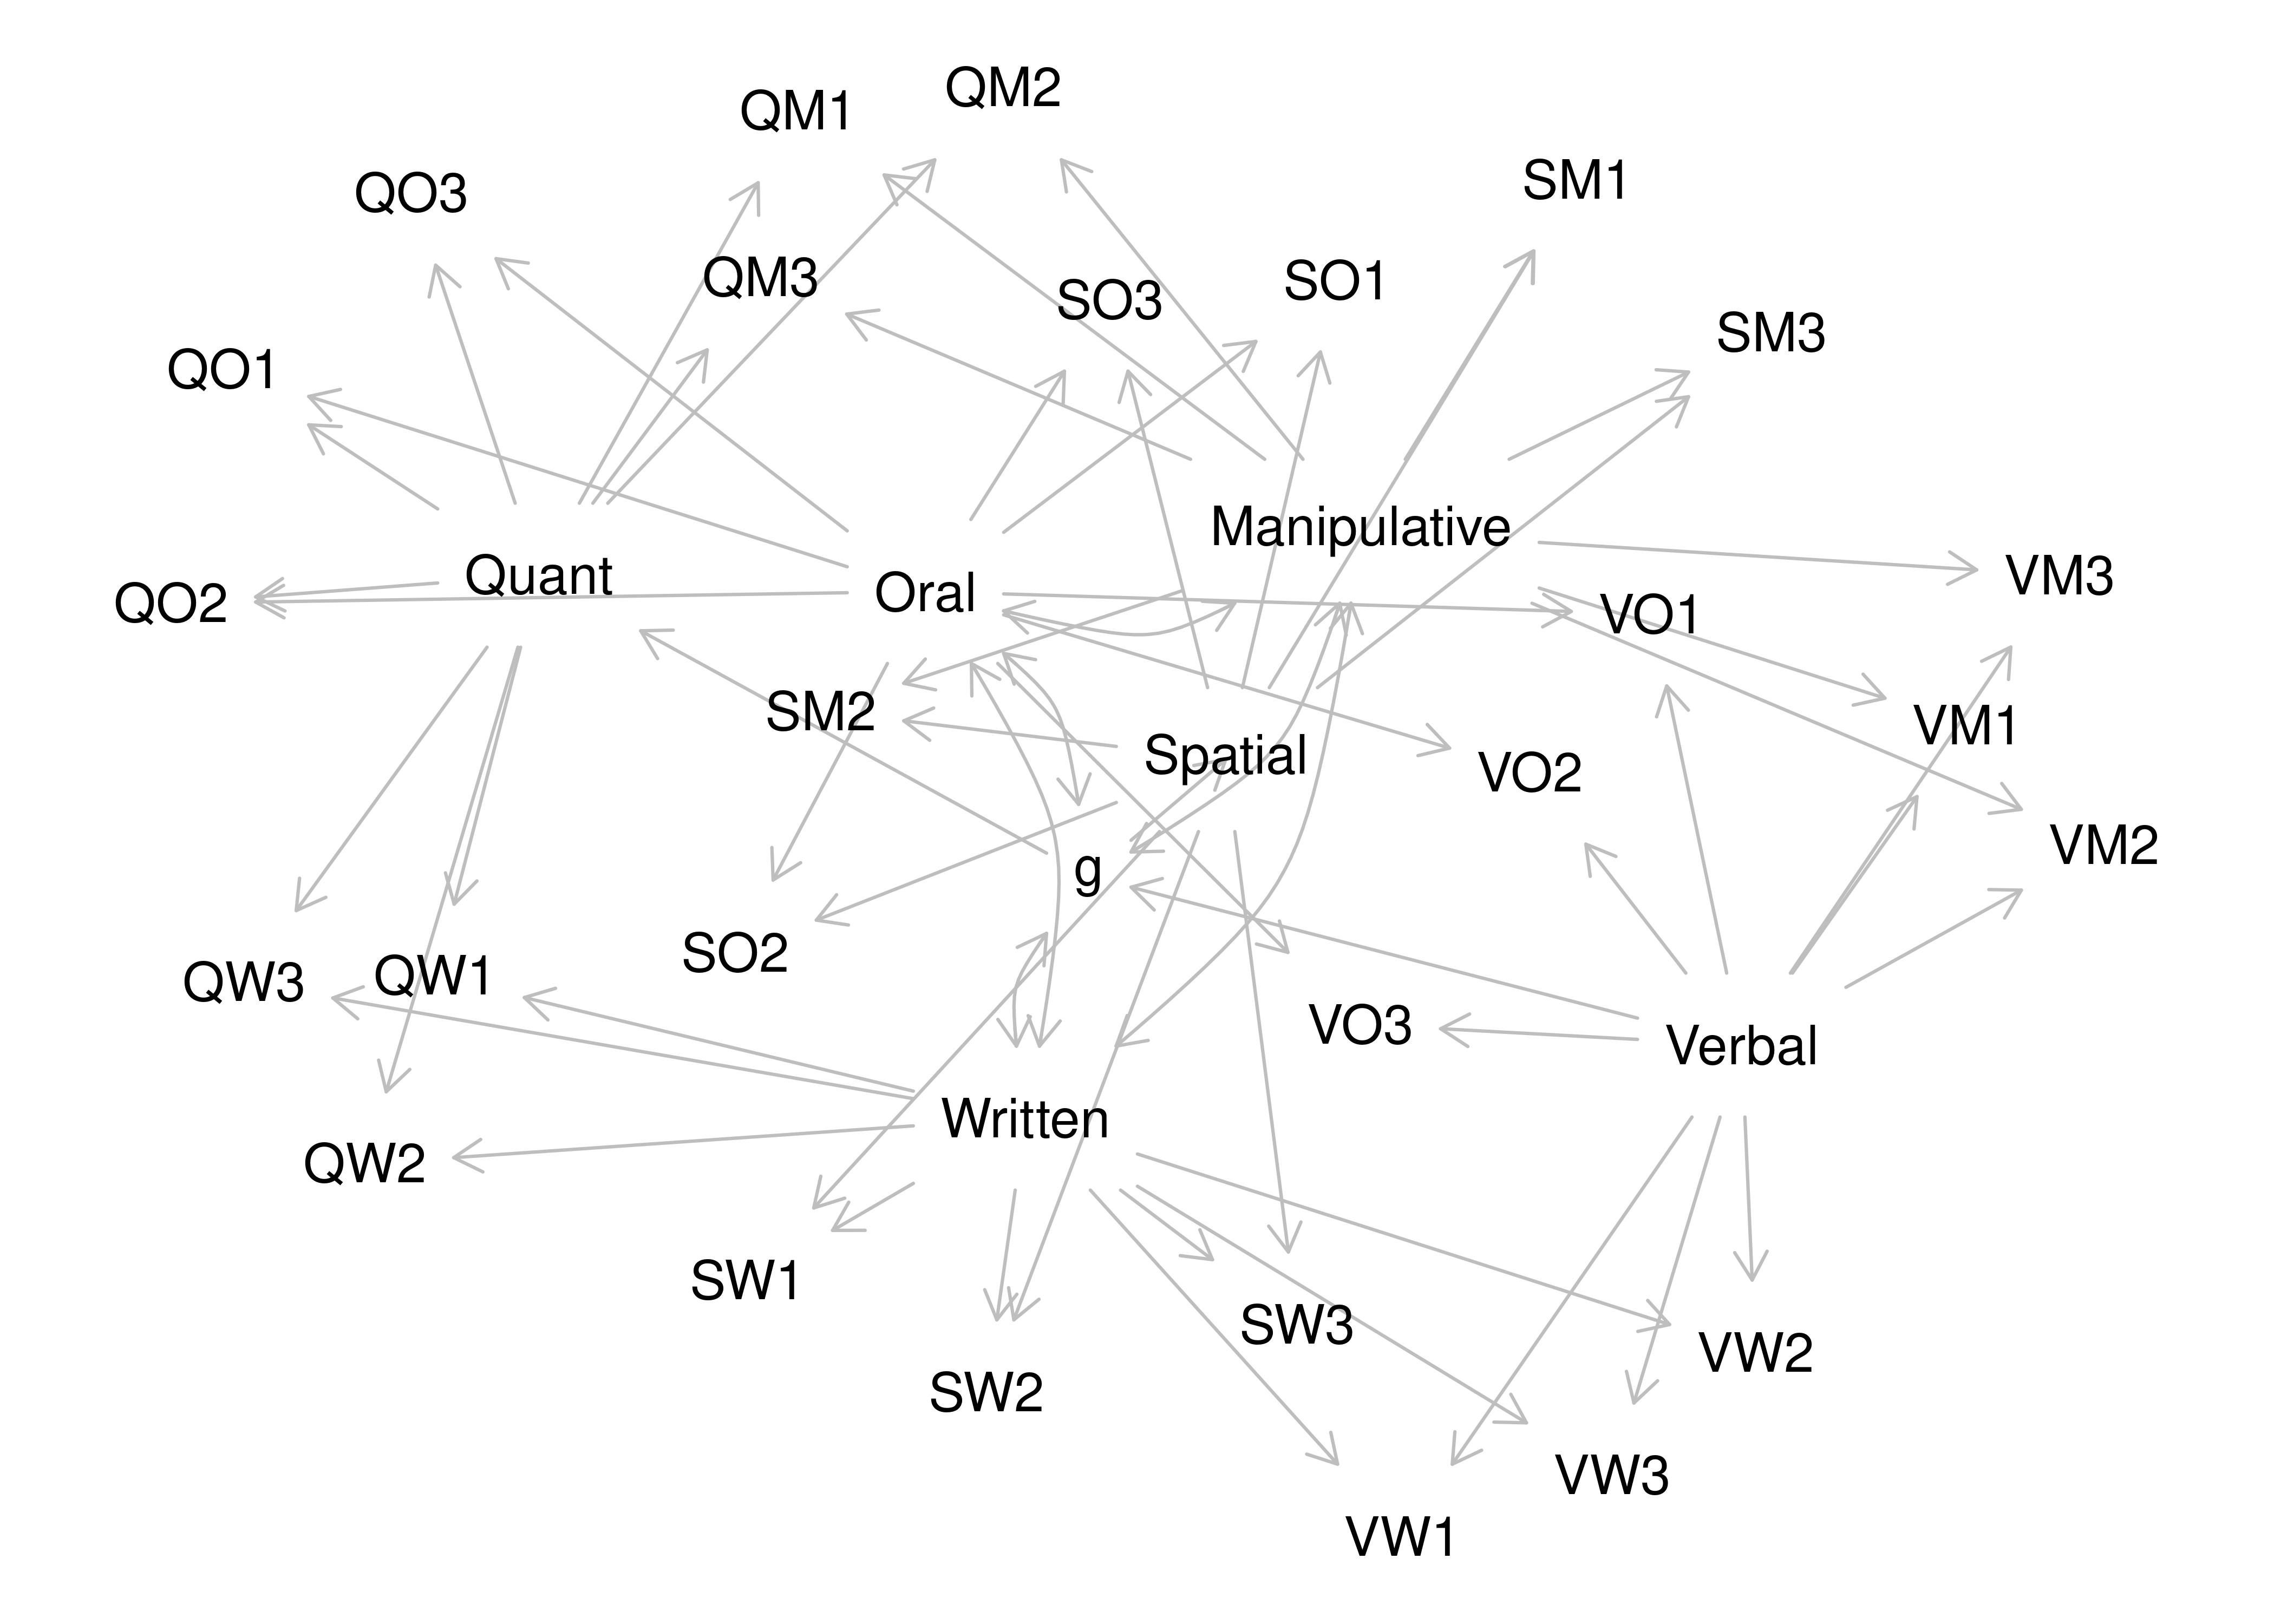 QM2
QM1
SM1
QO3
QM3
SO1
SO3
SM3
QO1
Manipulative
Quant
VM3
Oral
QO2
VO1
SM2
VM1
Spatial
VO2
VM2
g
SO2
QW1
QW3
VO3
Verbal
Written
QW2
SW1
SW3
VW2
SW2
VW3
VW1